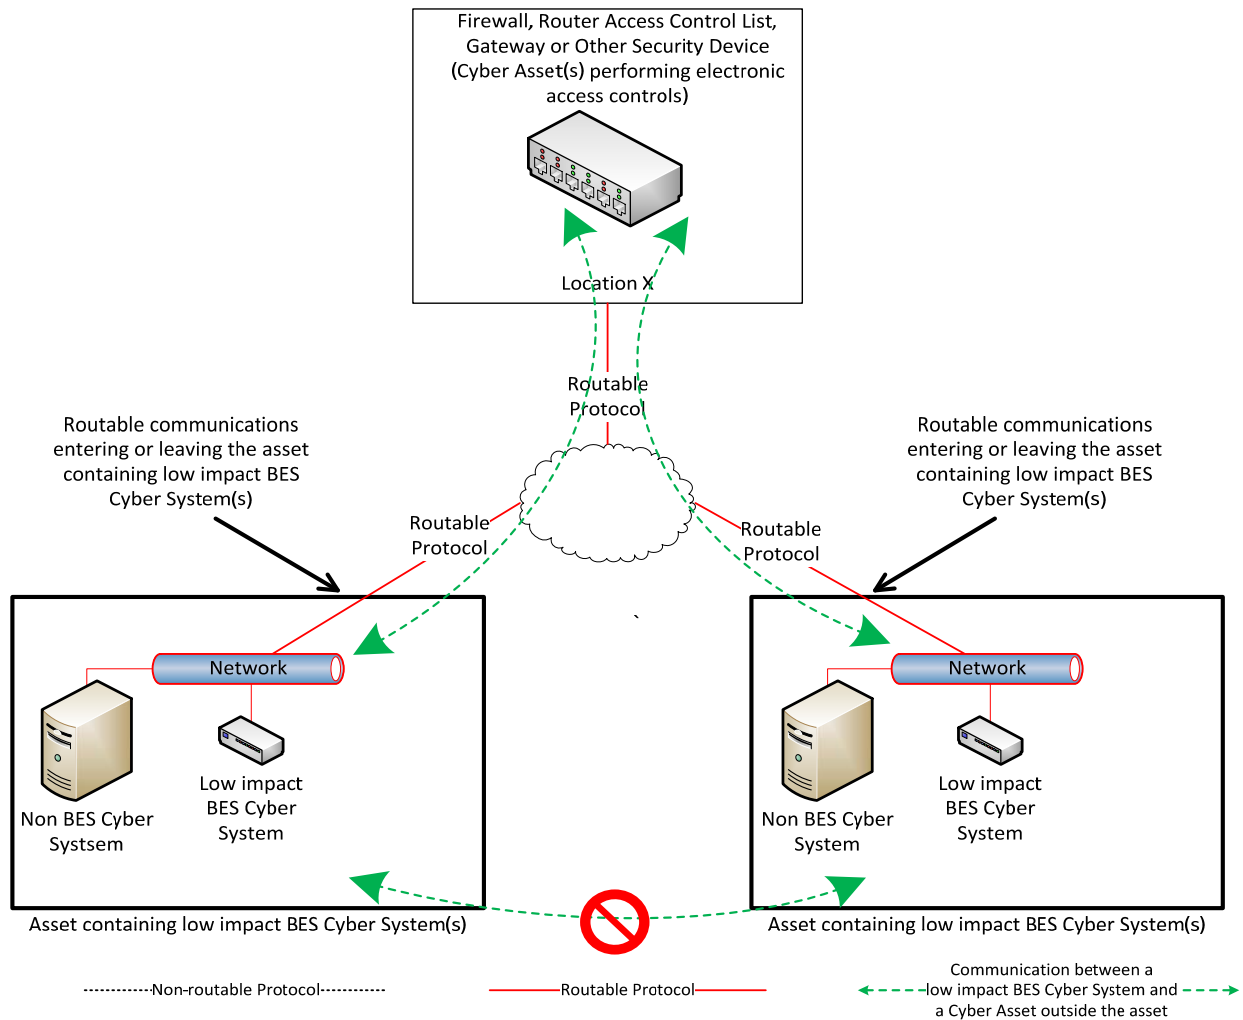 Firewall, Router Access Control List,
Gateway or Other Security Device
(Cyber Asset(s) performing electronic
access controls)
Location X
Routable
Protocol
Routable communications
entering or leaving the asset
containing low impact BES
Cyber System(s)
Routable communications
entering or leaving the asset
containing low impact BES
Cyber System(s)
Routable
Protocol
Routable
Protocol
Network
Non BES Cyber
Systsem
Low impact
BES Cyber
System
Network
Non BES Cyber
System
Low impact
BES Cyber
System
Asset containing low impact BES Cyber System(s)
Asset containing low impact BES Cyber System(s)
Non-routable Protocol
Routable Protocol
Communication between a
low impact BES Cyber System and
a Cyber Asset outside the asset